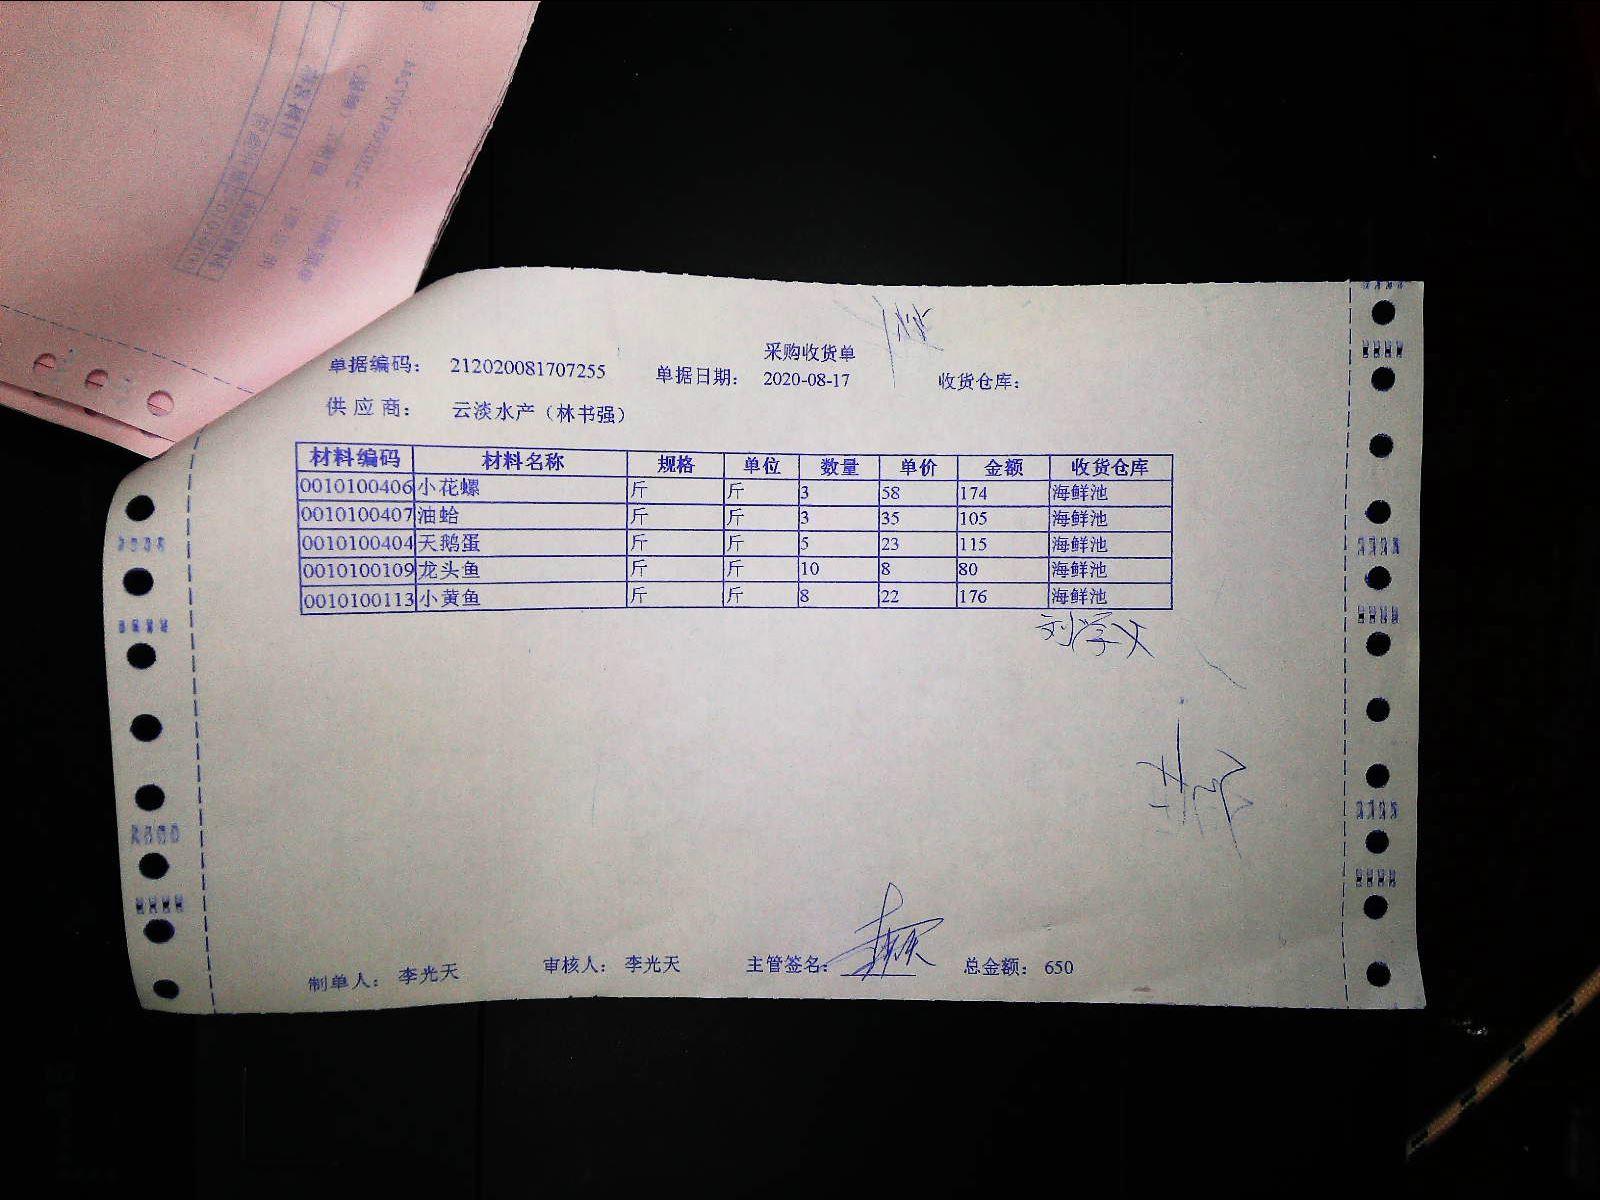 采购收货单
单据编码： 212020081707255 单据日期： 2020-08-17 收货仓库：
供 应 商： 云淡水产（林书强）
材料编码 材料名称 规格 单位 数量 单价 金额 收货仓库
0010100406 小花螺 斤 斤 3 58 174 海鲜池
0010100407 油蛤 斤 斤 3 35 105 海鲜池
0010100404 天鹅蛋 斤 斤 5 23 115 海鲜池
0010100109 龙头鱼 斤 斤 10 8 80 海鲜池
0010100113 小黄鱼 斤 斤 8 22 176 海鲜池
刘学义
制单人： 李光天 审核人： 李光天 主管签名： 总金额： 650